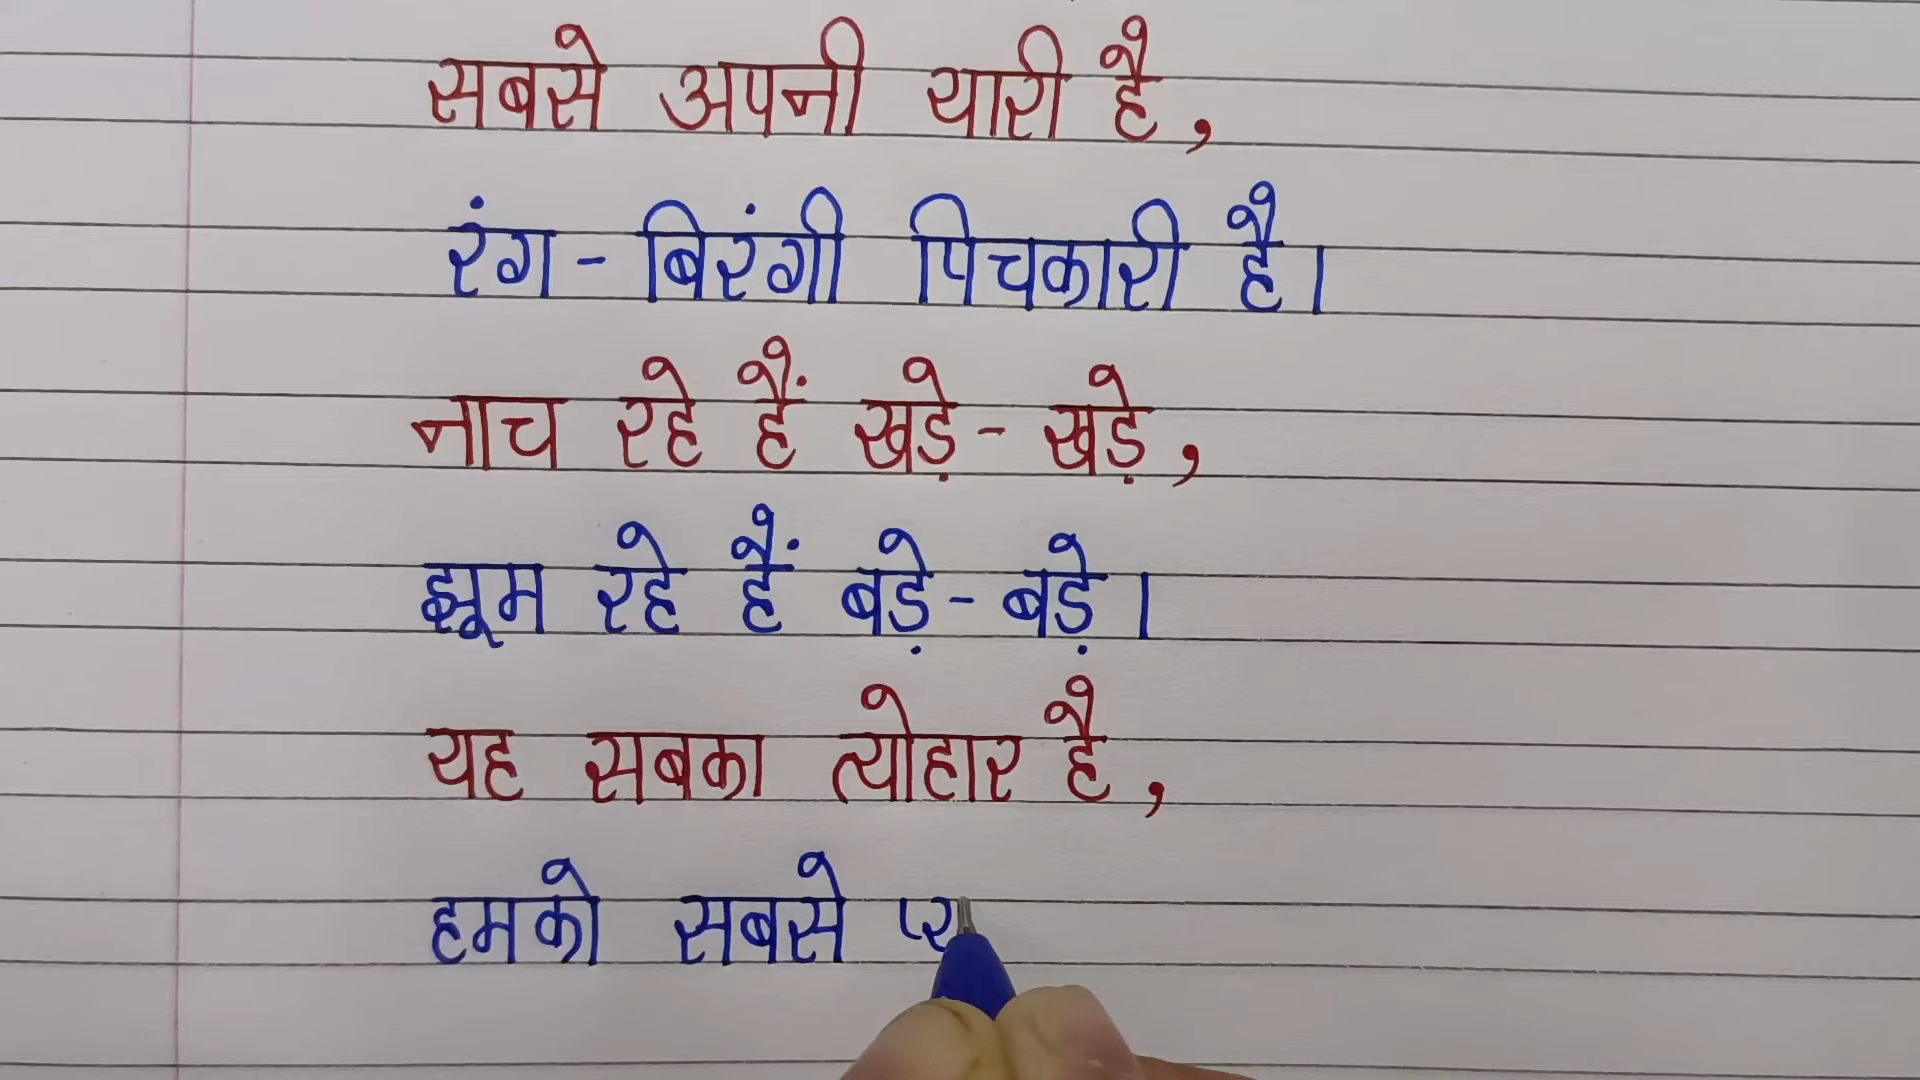 सबसे अपनी यारी है,
रंग-बिरंगी पिचकारी है।
नाच रहे हैं खड़े-खड़े,
झूम रहे हैं बड़े-बड़े।
यह सबका त्योहार है,
हमको सबसे